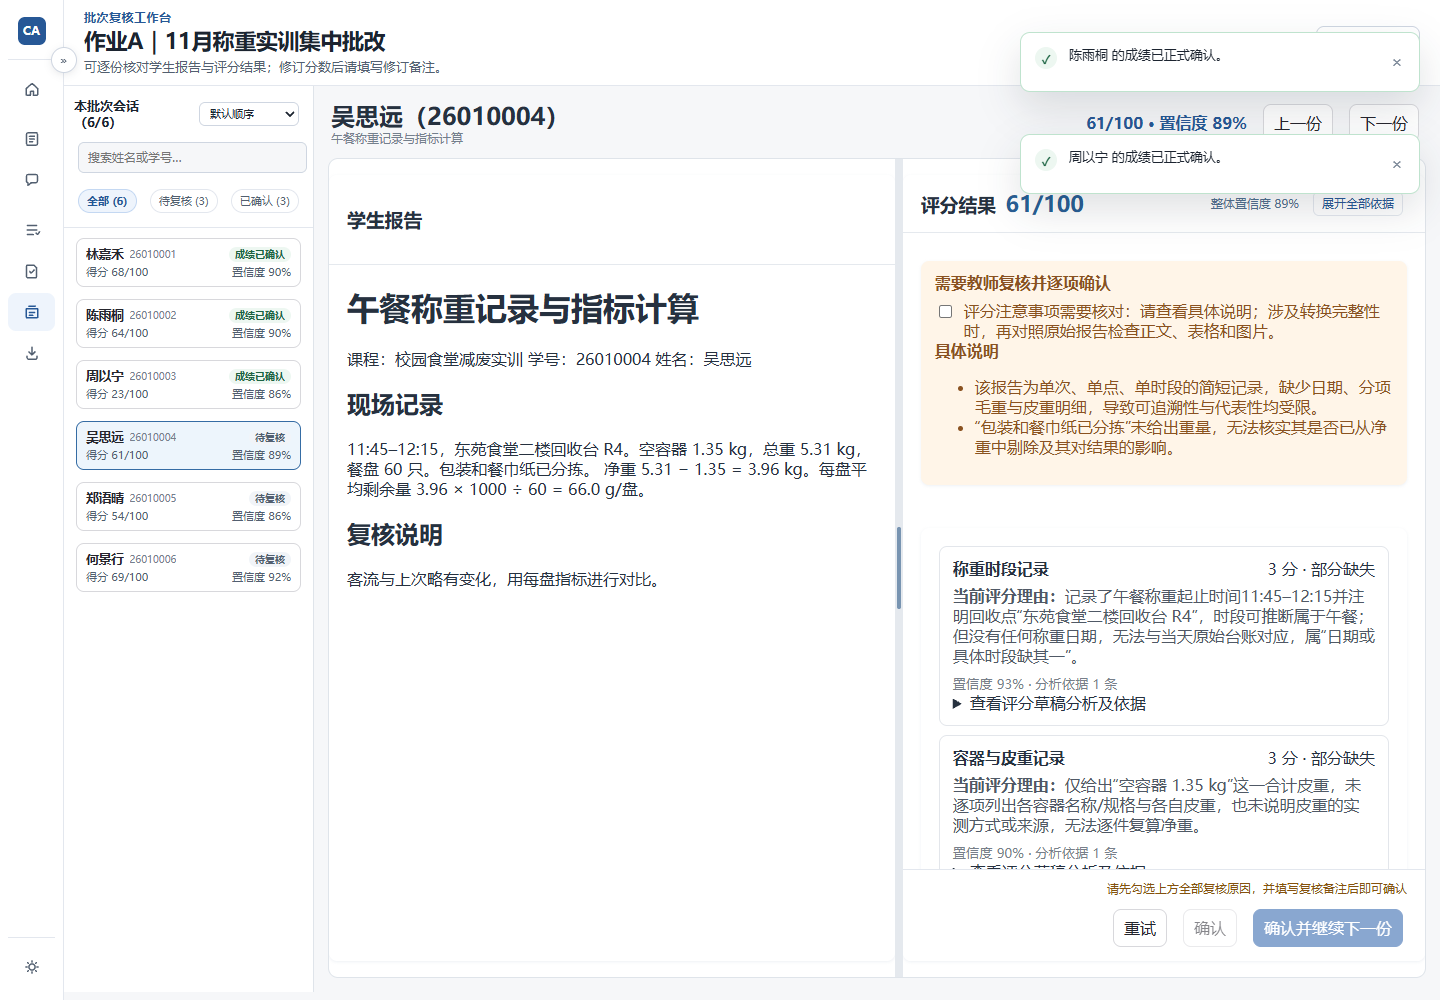 CA
»
批次复核工作台
作业A｜11月称重实训集中批改
可逐份核对学生报告与评分结果；修订分数后请填写修订备注。
✓ 陈雨桐 的成绩已正式确认。 ×
✓ 周以宁 的成绩已正式确认。 ×
本批次会话
（6/6）
默认顺序
搜索姓名或学号...
全部 (6)
待复核 (3)
已确认 (3)
林嘉禾 26010001 成绩已确认
得分 68/100 置信度 90%
陈雨桐 26010002 成绩已确认
得分 64/100 置信度 90%
周以宁 26010003 成绩已确认
得分 23/100 置信度 86%
吴思远 26010004 待复核
得分 61/100 置信度 89%
郑语晴 26010005 待复核
得分 54/100 置信度 86%
何景行 26010006 待复核
得分 69/100 置信度 92%
吴思远（26010004）
午餐称重记录与指标计算
61/100 • 置信度 89%
上一份
下一份
学生报告
午餐称重记录与指标计算
课程：校园食堂减废实训 学号：26010004 姓名：吴思远
现场记录
11:45–12:15，东苑食堂二楼回收台 R4。空容器 1.35 kg，总重 5.31 kg，
餐盘 60 只。包装和餐巾纸已分拣。 净重 5.31 − 1.35 = 3.96 kg。每盘平
均剩余量 3.96 × 1000 ÷ 60 = 66.0 g/盘。
复核说明
客流与上次略有变化，用每盘指标进行对比。
评分结果 61/100
整体置信度 89%
展开全部依据
需要教师复核并逐项确认
评分注意事项需要核对：请查看具体说明；涉及转换完整性
时，再对照原始报告检查正文、表格和图片。
具体说明
• 该报告为单次、单点、单时段的简短记录，缺少日期、分项
毛重与皮重明细，导致可追溯性与代表性均受限。
• “包装和餐巾纸已分拣”未给出重量，无法核实其是否已从净
重中剔除及其对结果的影响。
称重时段记录 3 分 · 部分缺失
当前评分理由：记录了午餐称重起止时间11:45–12:15并注
明回收点“东苑食堂二楼回收台 R4”，时段可推断属于午餐；
但没有任何称重日期，无法与当天原始台账对应，属“日期或
具体时段缺其一”。
置信度 93% · 分析依据 1 条
▶ 查看评分草稿分析及依据
容器与皮重记录 3 分 · 部分缺失
当前评分理由：仅给出“空容器 1.35 kg”这一合计皮重，未
逐项列出各容器名称/规格与各自皮重，也未说明皮重的实
测方式或来源，无法逐件复算净重。
置信度 90% · 分析依据 1 条
请先勾选上方全部复核原因，并填写复核备注后即可确认
重试
确认
确认并继续下一份